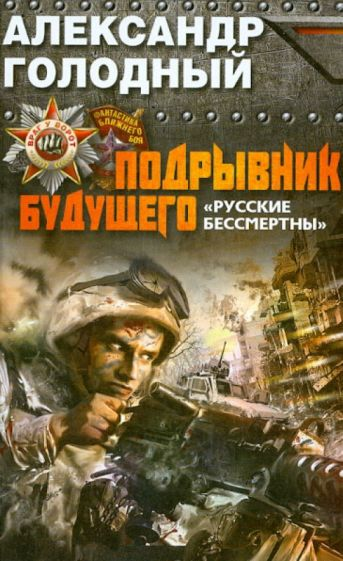 АЛЕКСАНДР
ГОЛОДНЫЙ
ВРАГ У ВОРОТ
ФАНТАСТИКА
БЛИЖНЕГО
БОЯ
ПОДРЫВНИК
БУДУЩЕГО
«РУССКИЕ
БЕССМЕРТНЫ»